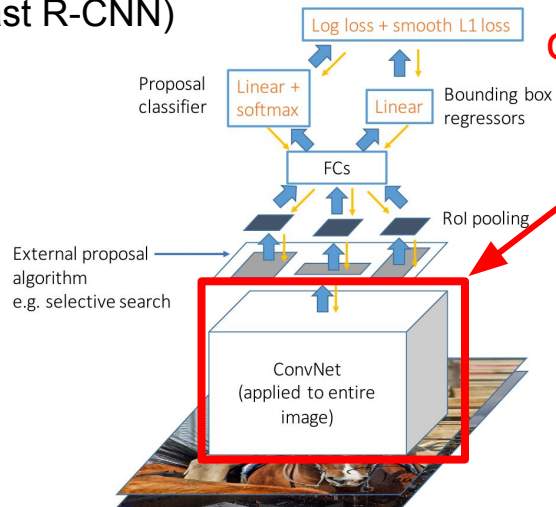 ast R-CNN)
Log loss + smooth L1 loss
Proposal
classifier
Linear +
softmax
Linear
Bounding box
regressors
FCs
RoI pooling
External proposal
algorithm
e.g. selective search
ConvNet
(applied to entire
image)